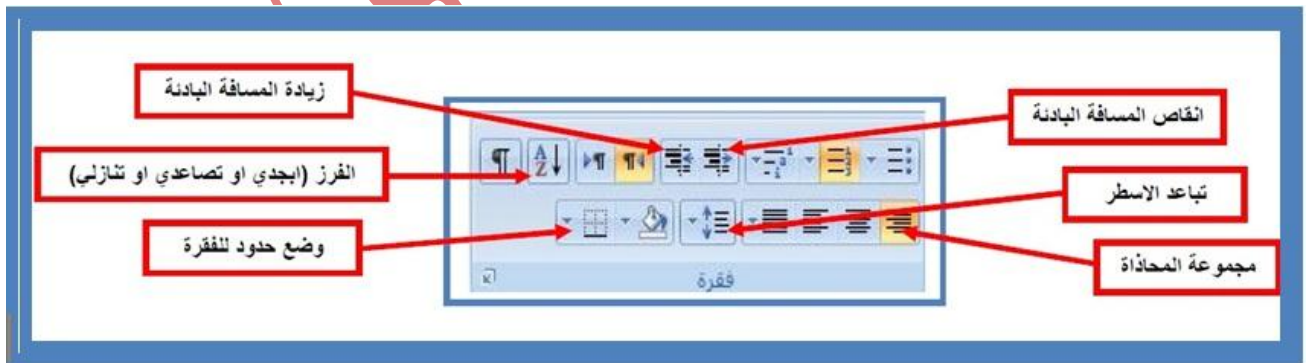 زيادة المسافة البادئة
انقاص المسافة البادئة
الفرز (ابجدي او تصاعدي او تنازلي)
تباعد الاسطر
وضع حدود للفقرة
مجموعة المحاذاة
فقرة